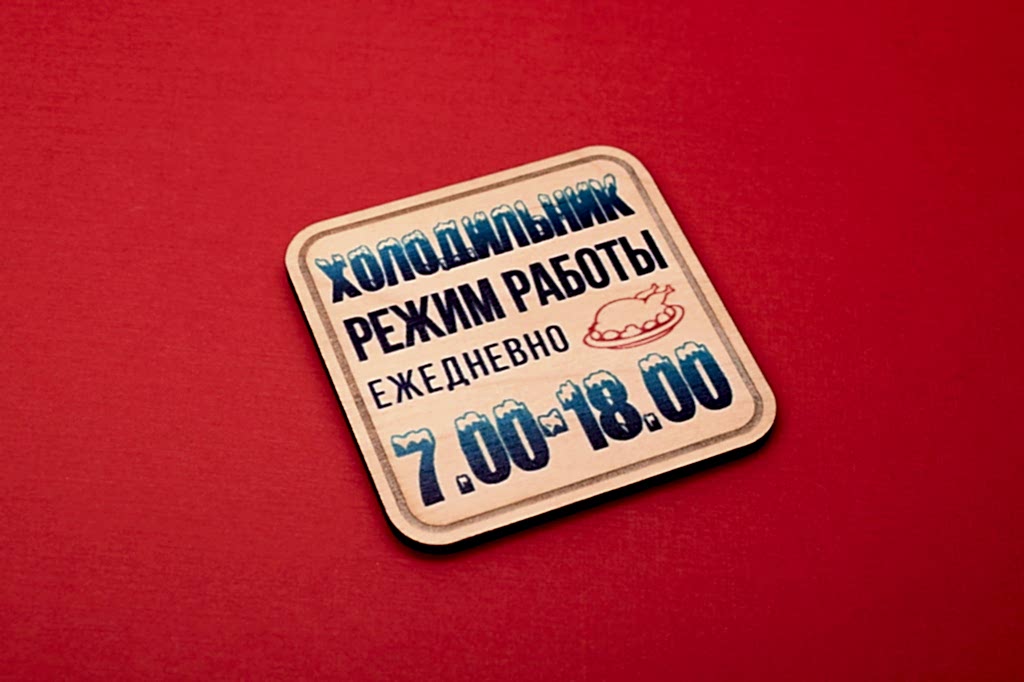 ХОЛОДИЛЬНИК
РЕЖИМ РАБОТЫ
ЕЖЕДНЕВНО
7.00-18.00